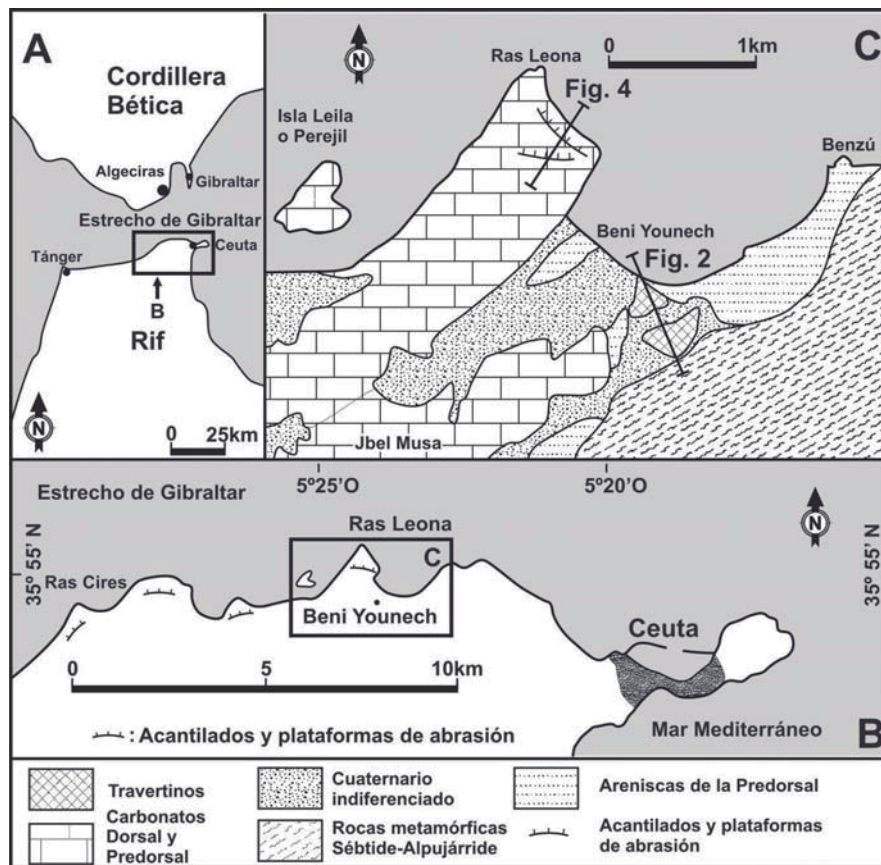 A
Cordillera
Bética
Algeciras
Gibraltar
Estrecho de Gibraltar
Ceuta
Tánger
B
Rif
N
0 25km
C
N
0 1km
Ras Leona
Fig. 4
Isla Leila
o Perejil
Benzú
Beni Younech
Fig. 2
Jbel Musa
Estrecho de Gibraltar
5º25'O
5º20'O
N
35º 55' N
35º 55' N
Ras Leona
C
Ras Cires
Beni Younech
Ceuta
0 5 10km
: Acantilados y plataformas de abrasión
Mar Mediterráneo
B
Travertinos
Cuaternario
indiferenciado
Areniscas de la Predorsal
Carbonatos
Dorsal y
Predorsal
Rocas metamórficas
Sébtide-Alpujárride
Acantilados y plataformas
de abrasión